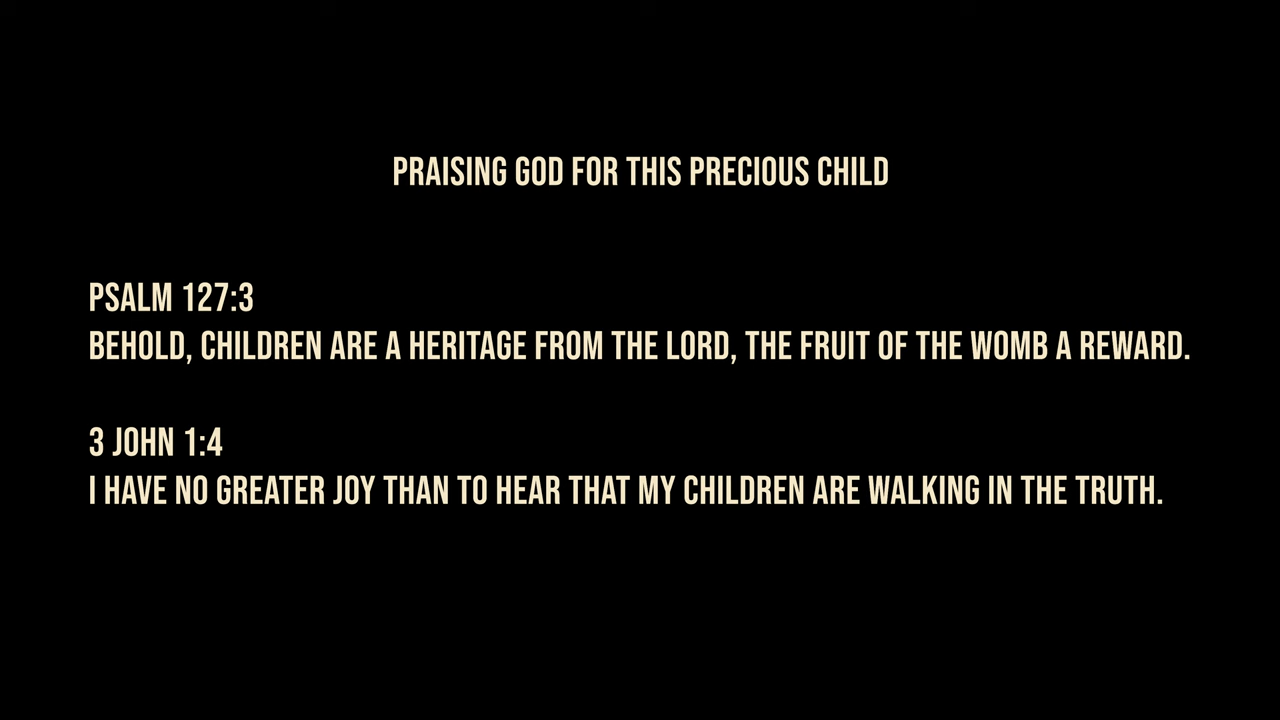 PRAISING GOD FOR THIS PRECIOUS CHILD
PSALM 127:3
BEHOLD, CHILDREN ARE A HERITAGE FROM THE LORD, THE FRUIT OF THE WOMB A REWARD.
3 JOHN 1:4
I HAVE NO GREATER JOY THAN TO HEAR THAT MY CHILDREN ARE WALKING IN THE TRUTH.